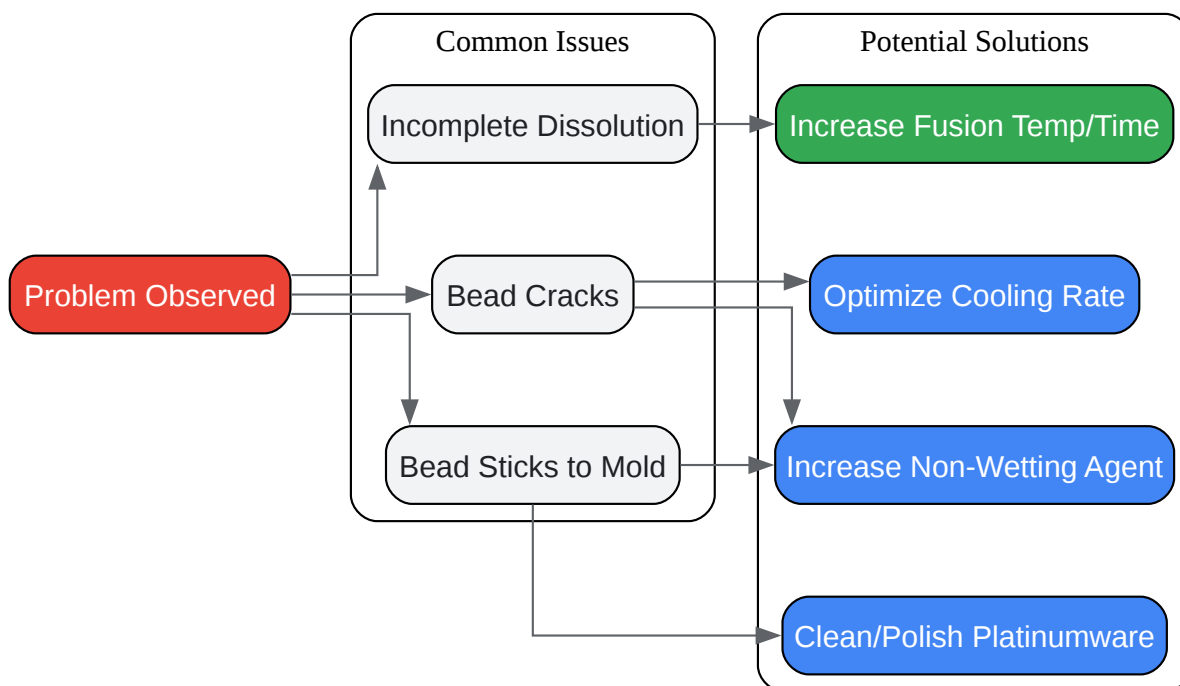 Common Issues
Potential Solutions
Incomplete Dissolution
Increase Fusion Temp/Time
Problem Observed
Bead Cracks
Optimize Cooling Rate
Bead Sticks to Mold
Increase Non-Wetting Agent
Clean/Polish Platinumware